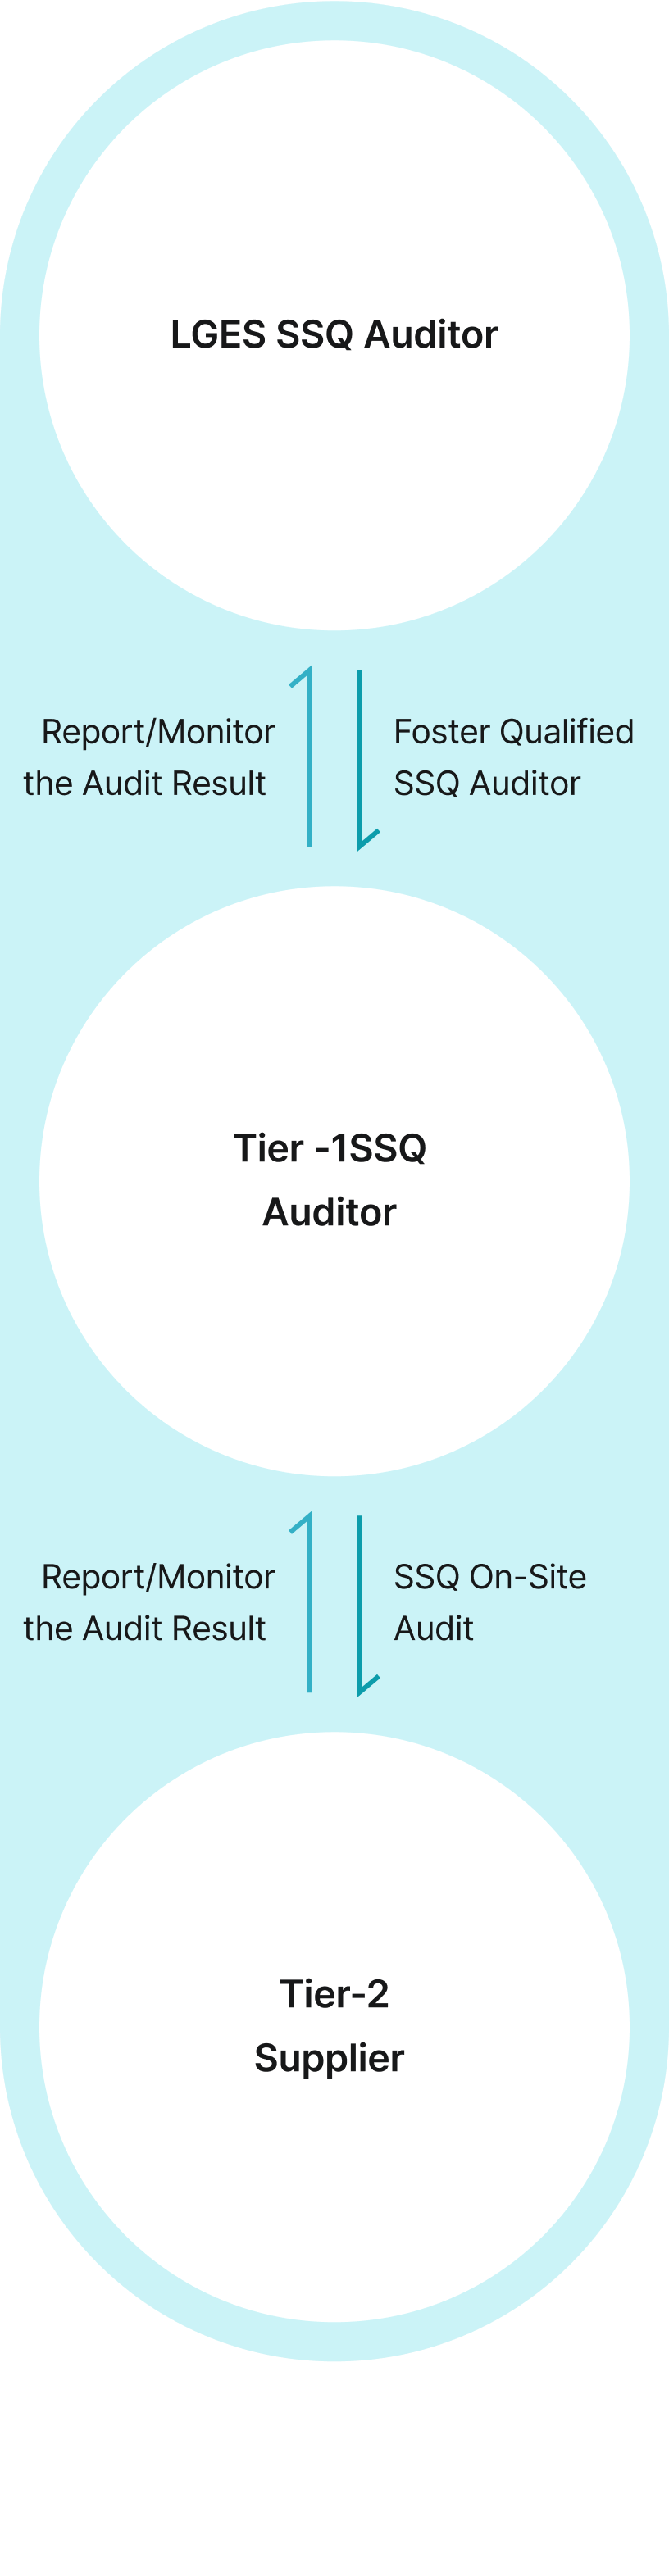 LGES SSQ Auditor
Report/Monitor
the Audit Result
Foster Qualified
SSQ Auditor
Tier -1SSQ
Auditor
Report/Monitor
the Audit Result
SSQ On-Site
Audit
Tier-2
Supplier